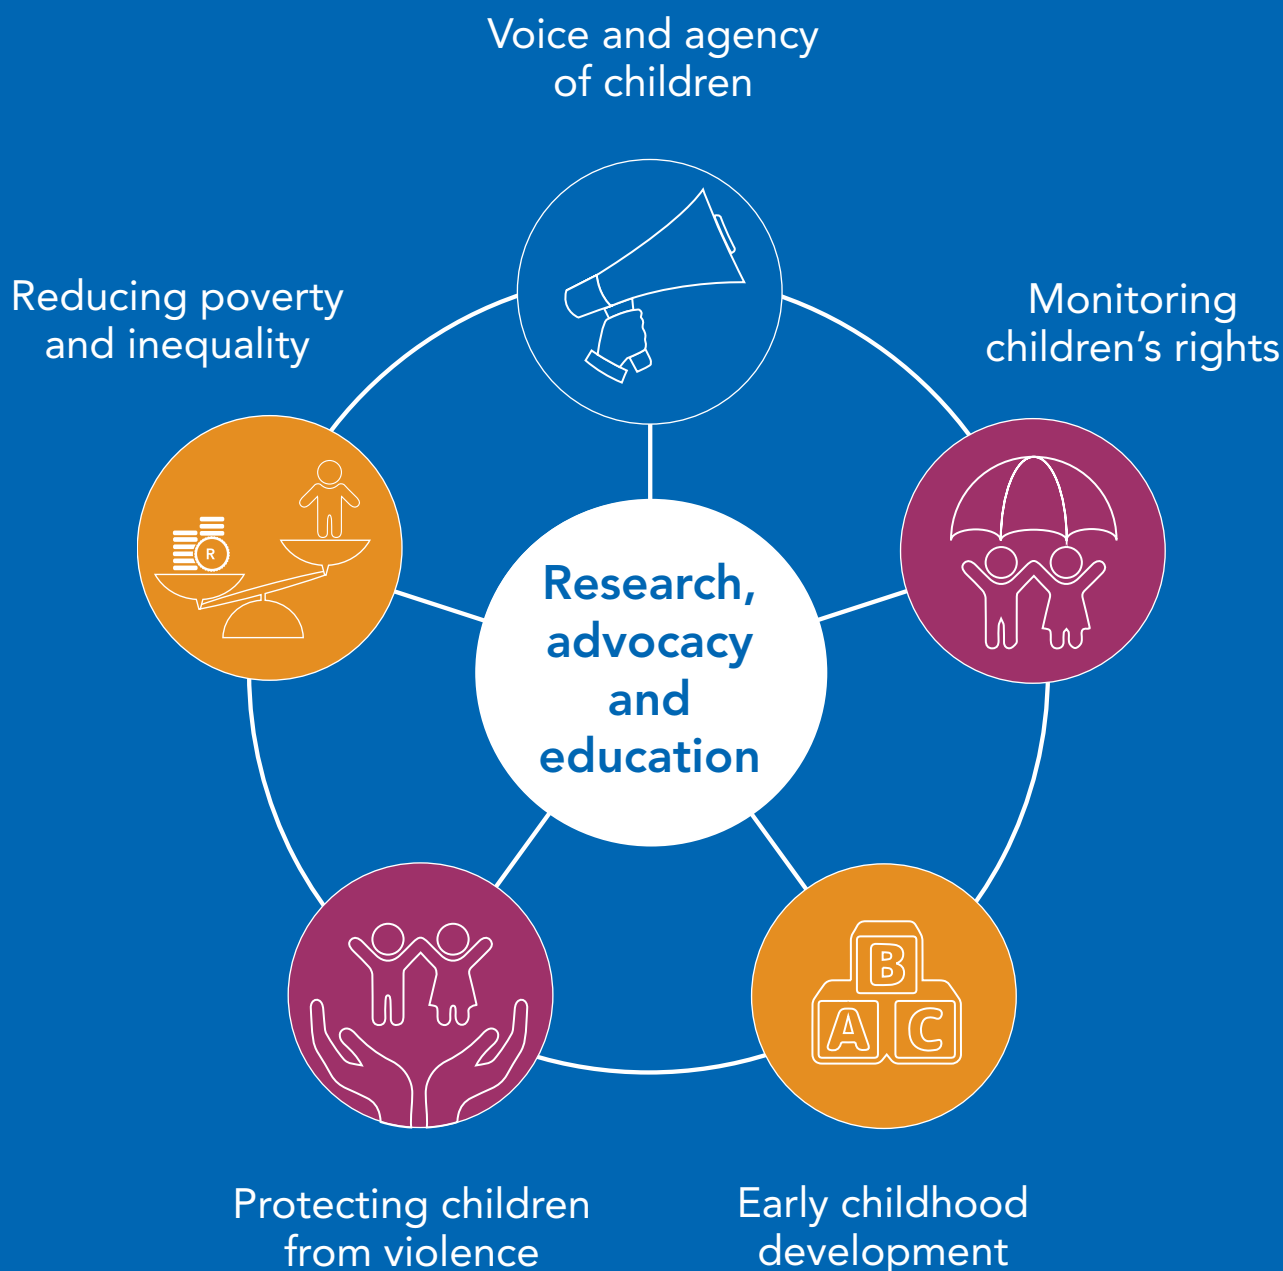 Voice and agency
of children
Reducing poverty
and inequality
Monitoring
children’s rights
R
Research,
advocacy
and
education
B
A C
Protecting children
from violence
Early childhood
development